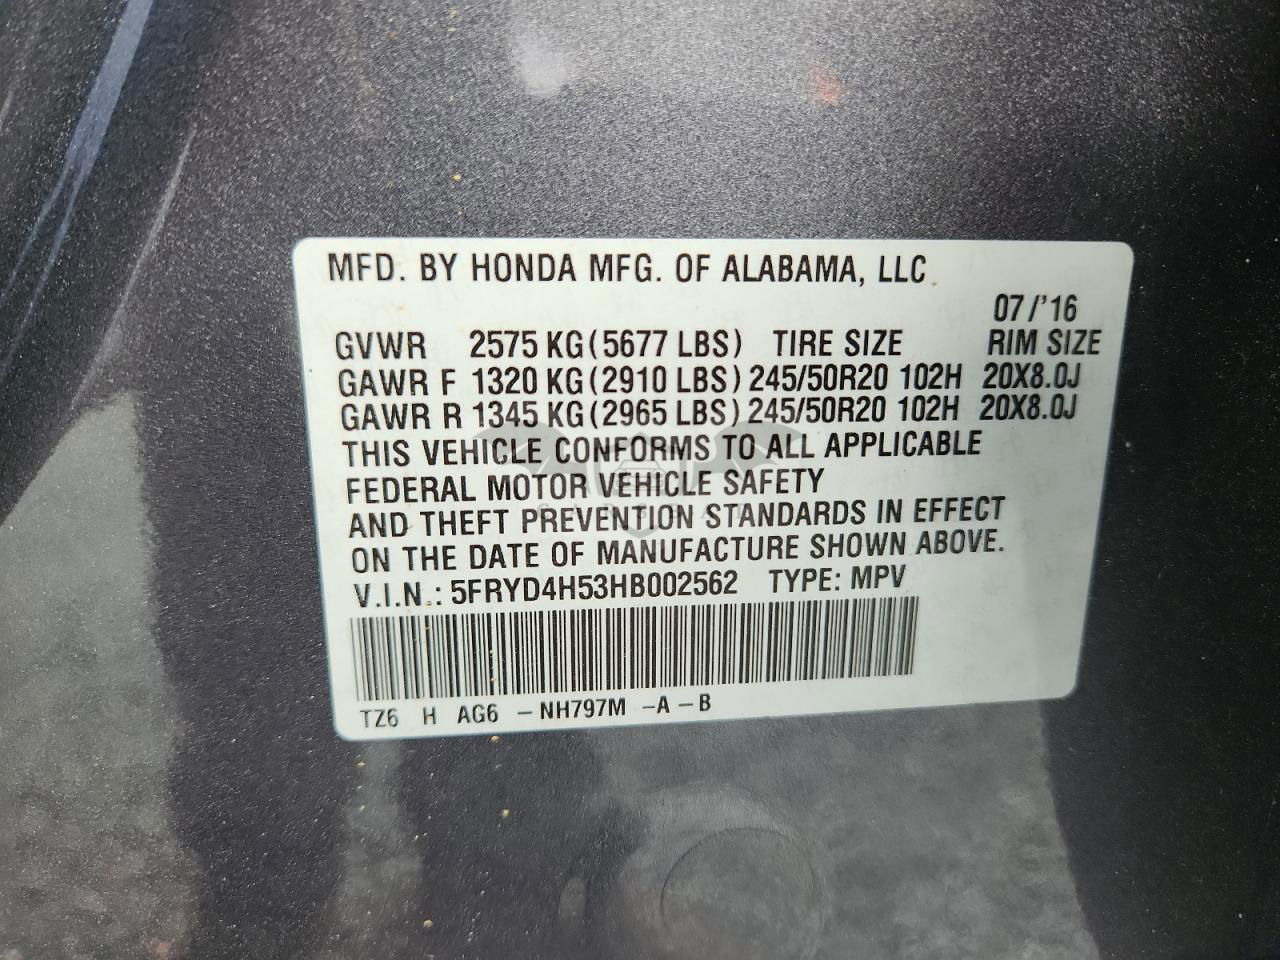 MFD. BY HONDA MFG. OF ALABAMA, LLC
07/'16
GVWR 2575 KG(5677 LBS) TIRE SIZE RIM SIZE
GAWR F 1320 KG(2910 LBS) 245/50R20 102H 20X8.0J
GAWR R 1345 KG(2965 LBS) 245/50R20 102H 20X8.0J
THIS VEHICLE CONFORMS TO ALL APPLICABLE
FEDERAL MOTOR VEHICLE SAFETY
AND THEFT PREVENTION STANDARDS IN EFFECT
ON THE DATE OF MANUFACTURE SHOWN ABOVE.
V.I.N.: 5FRYD4H53HB002562 TYPE: MPV
TZ6 H AG6 -NH797M -A-B